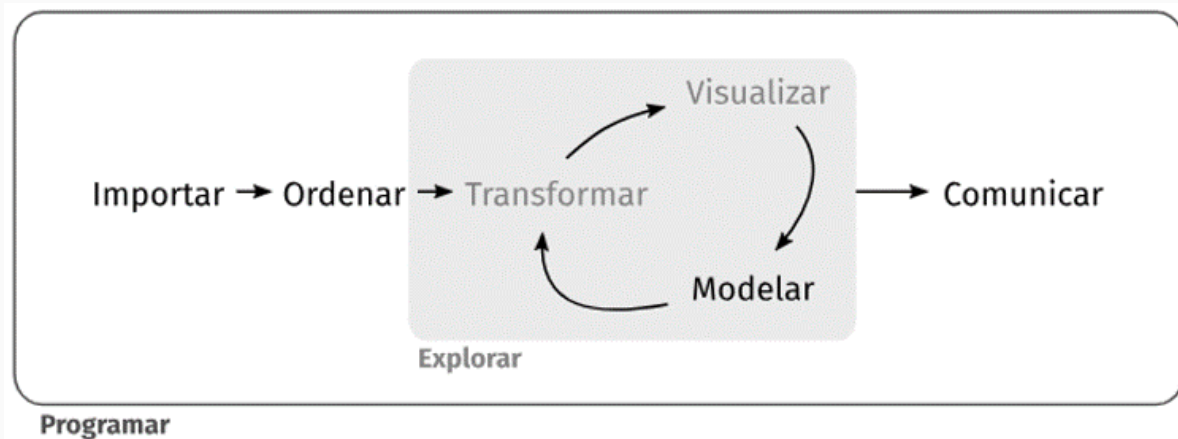 Visualizar
Importar → Ordenar → Transformar → Comunicar
Modelar
Explorar
Programar